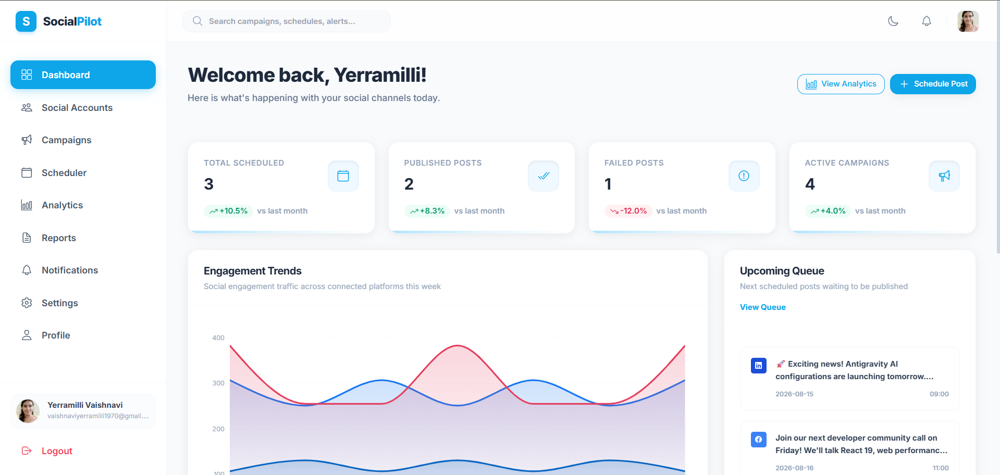 S SocialPilot
Search campaigns, schedules, alerts...
Dashboard
Social Accounts
Campaigns
Scheduler
Analytics
Reports
Notifications
Settings
Profile
Yerramilli Vaishnavi
vaishnaviyerramilli1970@gmail....
Logout
Welcome back, Yerramilli!
Here is what's happening with your social channels today.
View Analytics
Schedule Post
TOTAL SCHEDULED
3
+10.5% vs last month
PUBLISHED POSTS
2
+8.3% vs last month
FAILED POSTS
1
-12.0% vs last month
ACTIVE CAMPAIGNS
4
+4.0% vs last month
Engagement Trends
Social engagement traffic across connected platforms this week
400
300
200
100
Upcoming Queue
Next scheduled posts waiting to be published
View Queue
in
🚀 Exciting news! Antigravity AI
configurations are launching tomorrow....
2026-08-15 09:00
Join our next developer community call on
Friday! We'll talk React 19, web performanc...
2026-08-16 11:00